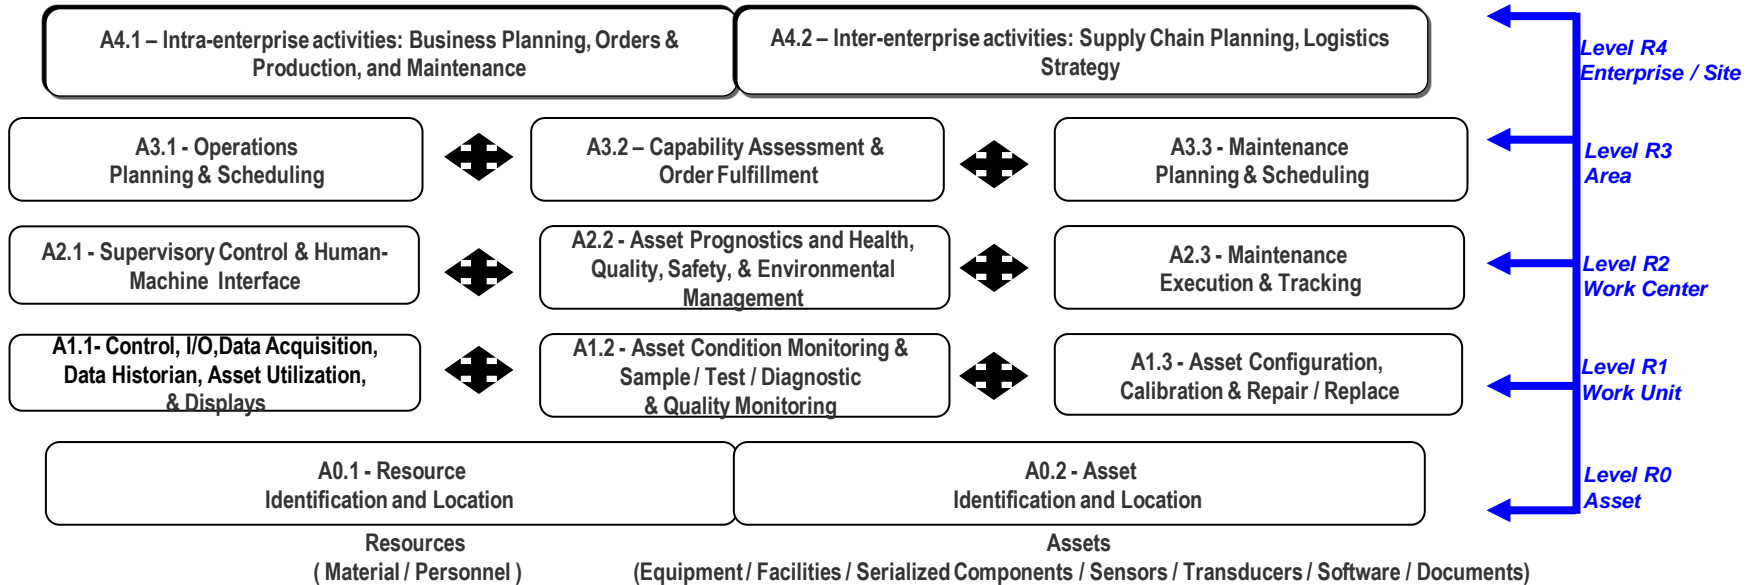 A4.1 – Intra-enterprise activities: Business Planning, Orders &
Production, and Maintenance
A4.2 – Inter-enterprise activities: Supply Chain Planning, Logistics
Strategy
Level R4
Enterprise / Site
A3.1 - Operations
Planning & Scheduling
A3.2 – Capability Assessment &
Order Fulfillment
A3.3 - Maintenance
Planning & Scheduling
Level R3
Area
A2.1 - Supervisory Control & Human-
Machine Interface
A2.2 - Asset Prognostics and Health,
Quality, Safety, & Environmental
Management
A2.3 - Maintenance
Execution & Tracking
Level R2
Work Center
A1.1- Control, I/O,Data Acquisition,
Data Historian, Asset Utilization,
& Displays
A1.2 - Asset Condition Monitoring &
Sample / Test / Diagnostic
& Quality Monitoring
A1.3 - Asset Configuration,
Calibration & Repair / Replace
Level R1
Work Unit
A0.1 - Resource
Identification and Location
A0.2 - Asset
Identification and Location
Level R0
Asset
Resources
( Material / Personnel )
Assets
(Equipment / Facilities / Serialized Components / Sensors / Transducers / Software / Documents)